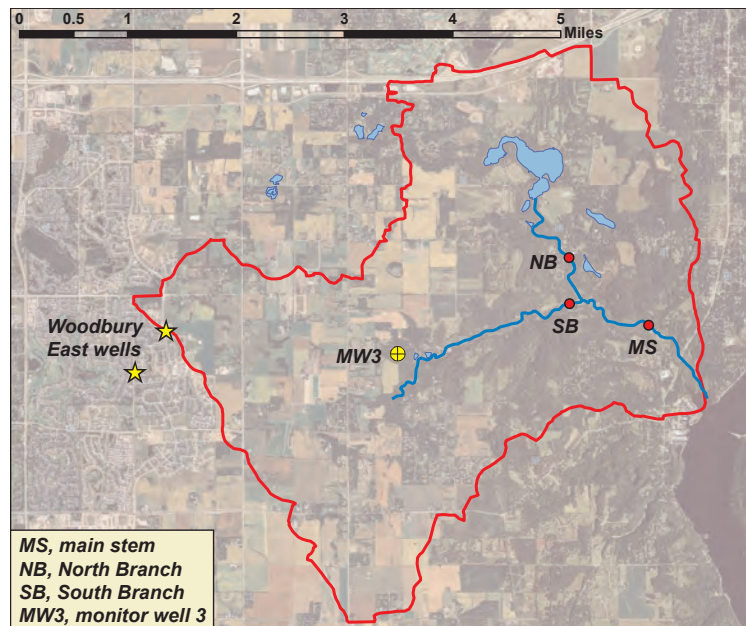 0 0.5 1 2 3 4 5
Miles
NB
SB
MS
Woodbury
East wells
MW3
MS, main stem
NB, North Branch
SB, South Branch
MW3, monitor well 3